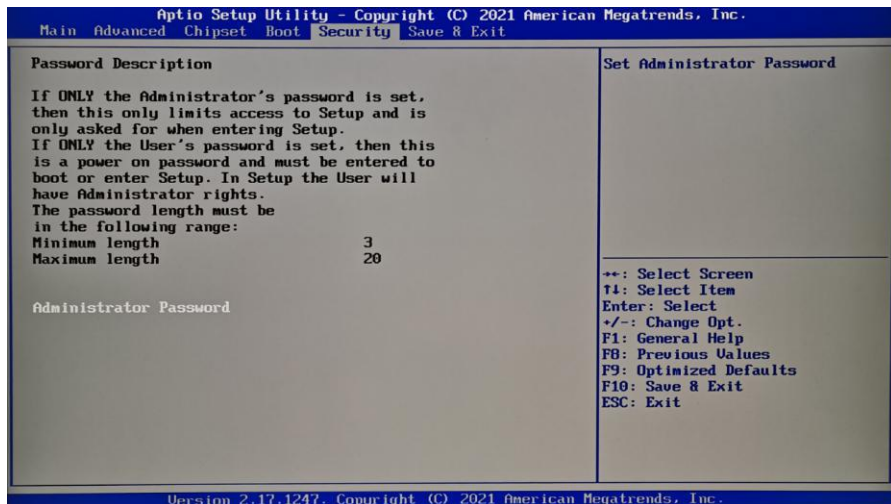 Aptio Setup Utility - Copyright (C) 2021 American Megatrends, Inc.
Main Advanced Chipset Boot Security Save & Exit
Password Description
If ONLY the Administrator's password is set,
then this only limits access to Setup and is
only asked for when entering Setup.
If ONLY the User's password is set, then this
is a power on password and must be entered to
boot or enter Setup. In Setup the User will
have Administrator rights.
The password length must be
in the following range:
Minimum length 3
Maximum length 20
Administrator Password
Set Administrator Password
→←: Select Screen
↑↓: Select Item
Enter: Select
+/-: Change Opt.
F1: General Help
F8: Previous Values
F9: Optimized Defaults
F10: Save & Exit
ESC: Exit
Version 2.17.1247. Copyright (C) 2021 American Megatrends, Inc.